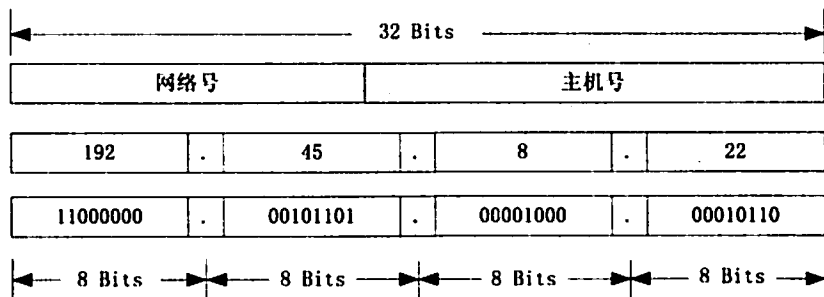 32 Bits
网络号 主机号
192 . 45 . 8 . 22
11000000 . 00101101 . 00001000 . 00010110
8 Bits 8 Bits 8 Bits 8 Bits